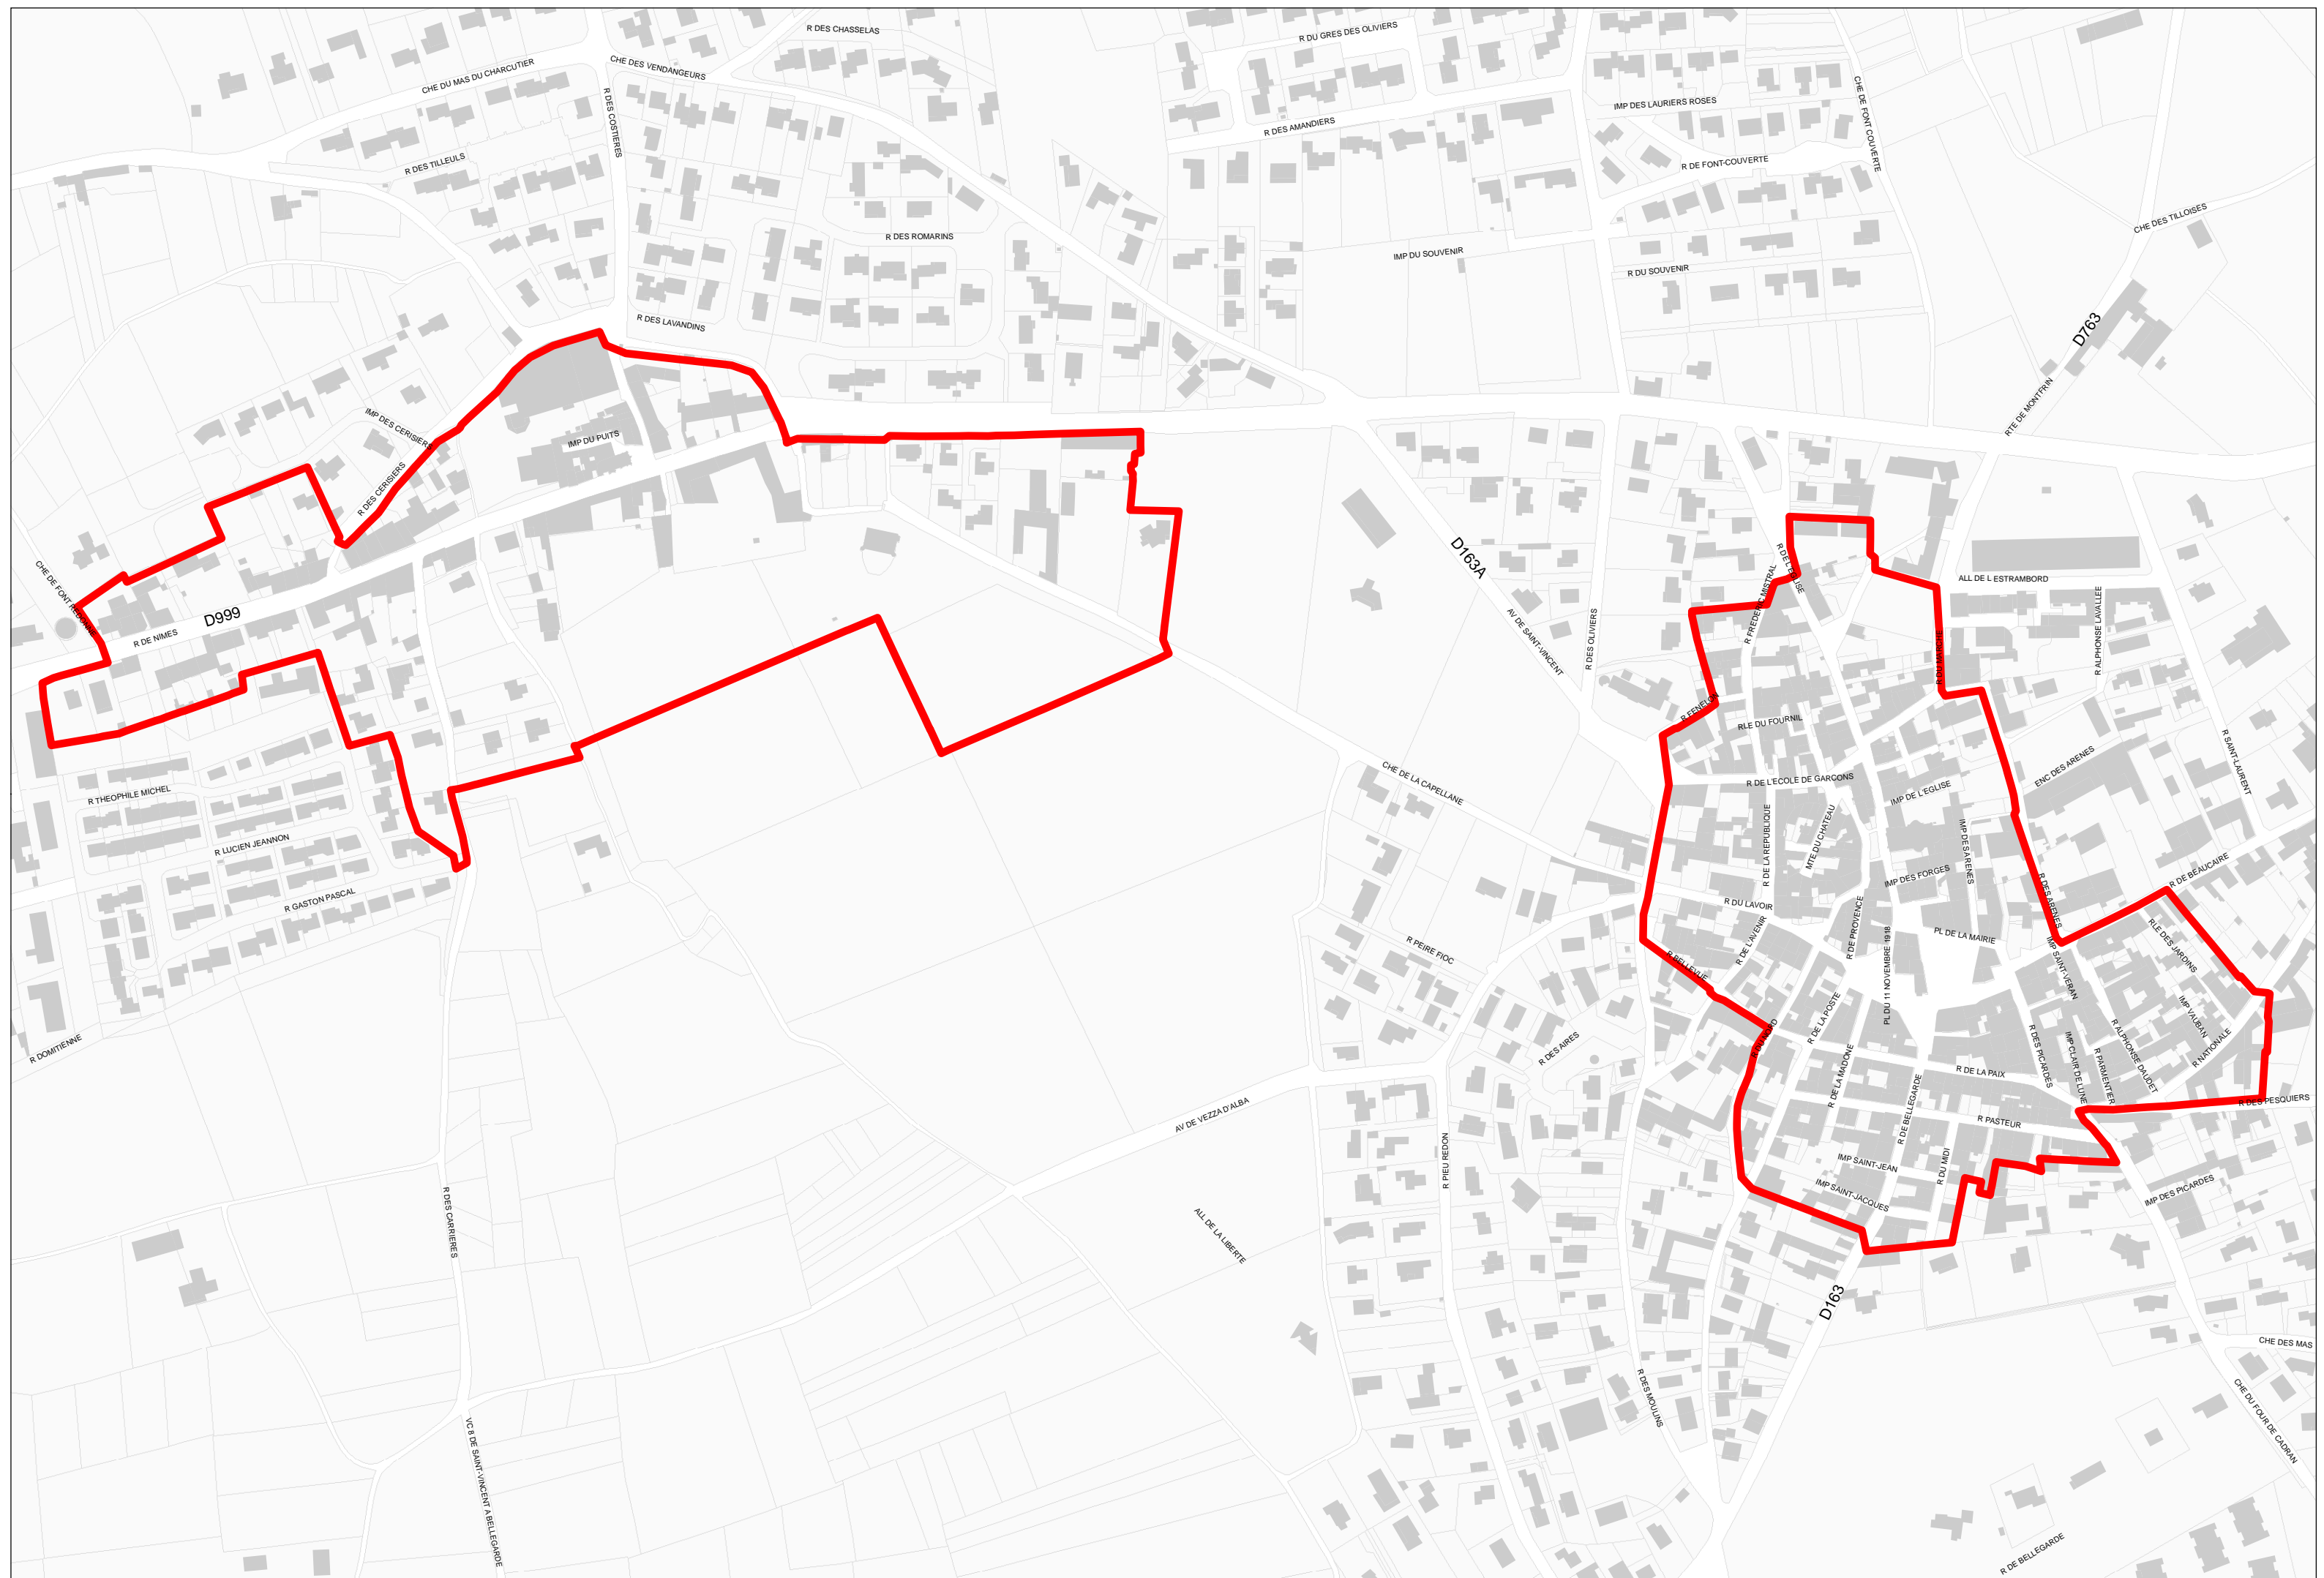 R DES CHASSELAS
R DU GRES DES OLIVIERS
CHE DU MAS DU CHARCUTIER
CHE DES VENDANGEURS
R DES COSTIERES
CHE DE FONT COUVERTE
IMP DES LAURIERS ROSES
R DES AMANDIERS
R DES TILLEULS
R DE FONT-COUVERTE
CHE DES TILLOISES
R DES ROMARINS
IMP DU SOUVENIR
R DU SOUVENIR
R DES LAVANDINS
D763
RTE DE MONTFRIN
IMP DES CERISIERS
IMP DU PUITS
R DES CERISIERS
D163A
R DE L'EGLISE
ALL DE L ESTRAMBORD
CHE DE FONT REDONNE
R FREDERIC MISTRAL
R ALPHONSE LAVALLEE
D999
R DE NIMES
AV DE SAINT-VINCENT
R DES OLIVIERS
R DU MARCHE
R FENELON
RLE DU FOURNIL
R SAINT-LAURENT
ENC DES ARENES
CHE DE LA CAPELLANE
R DE L'ECOLE DE GARCONS
IMP DE L'EGLISE
R THEOPHILE MICHEL
R DE LA REPUBLIQUE
MTE DU CHATEAU
IMP DES ARENES
R LUCIEN JEANNON
IMP DES FORGES
R DE BEAUCAIRE
R DES ARENES
R GASTON PASCAL
R DU LAVOIR
R DE L'AVENIR
R DE PROVENCE
PL DE LA MAIRIE
R PEIRE FIOC
R BELLEVUE
PL DU 11 NOVEMBRE 1918
IMP SAINT-VERAN
RLE DES JARDINS
R DE LA POSTE
IMP VAUBAN
R DOMITIENNE
R DES AIRES
R DU NORD
R NATIONALE
R DES PICARDES
IMP CLAIR DE LUNE
R PARMENTIER
R ALPHONSE DAUDET
R DE LA MADONE
R DE LA PAIX
R DE BELLEGARDE
R DES PESQUIERS
AV DE VEZZA D'ALBA
R PASTEUR
R PIEU REDON
IMP SAINT-JEAN
R DU MIDI
IMP SAINT-JACQUES
IMP DES PICARDES
R DES CARRIERES
ALL DE LA LIBERTE
D163
CHE DES MAS
R DES MOULINS
CHE DU FOUR DE CADRAN
VC 8 DE SAINT-VINCENT A BELLEGARDE
R DE BELLEGARDE